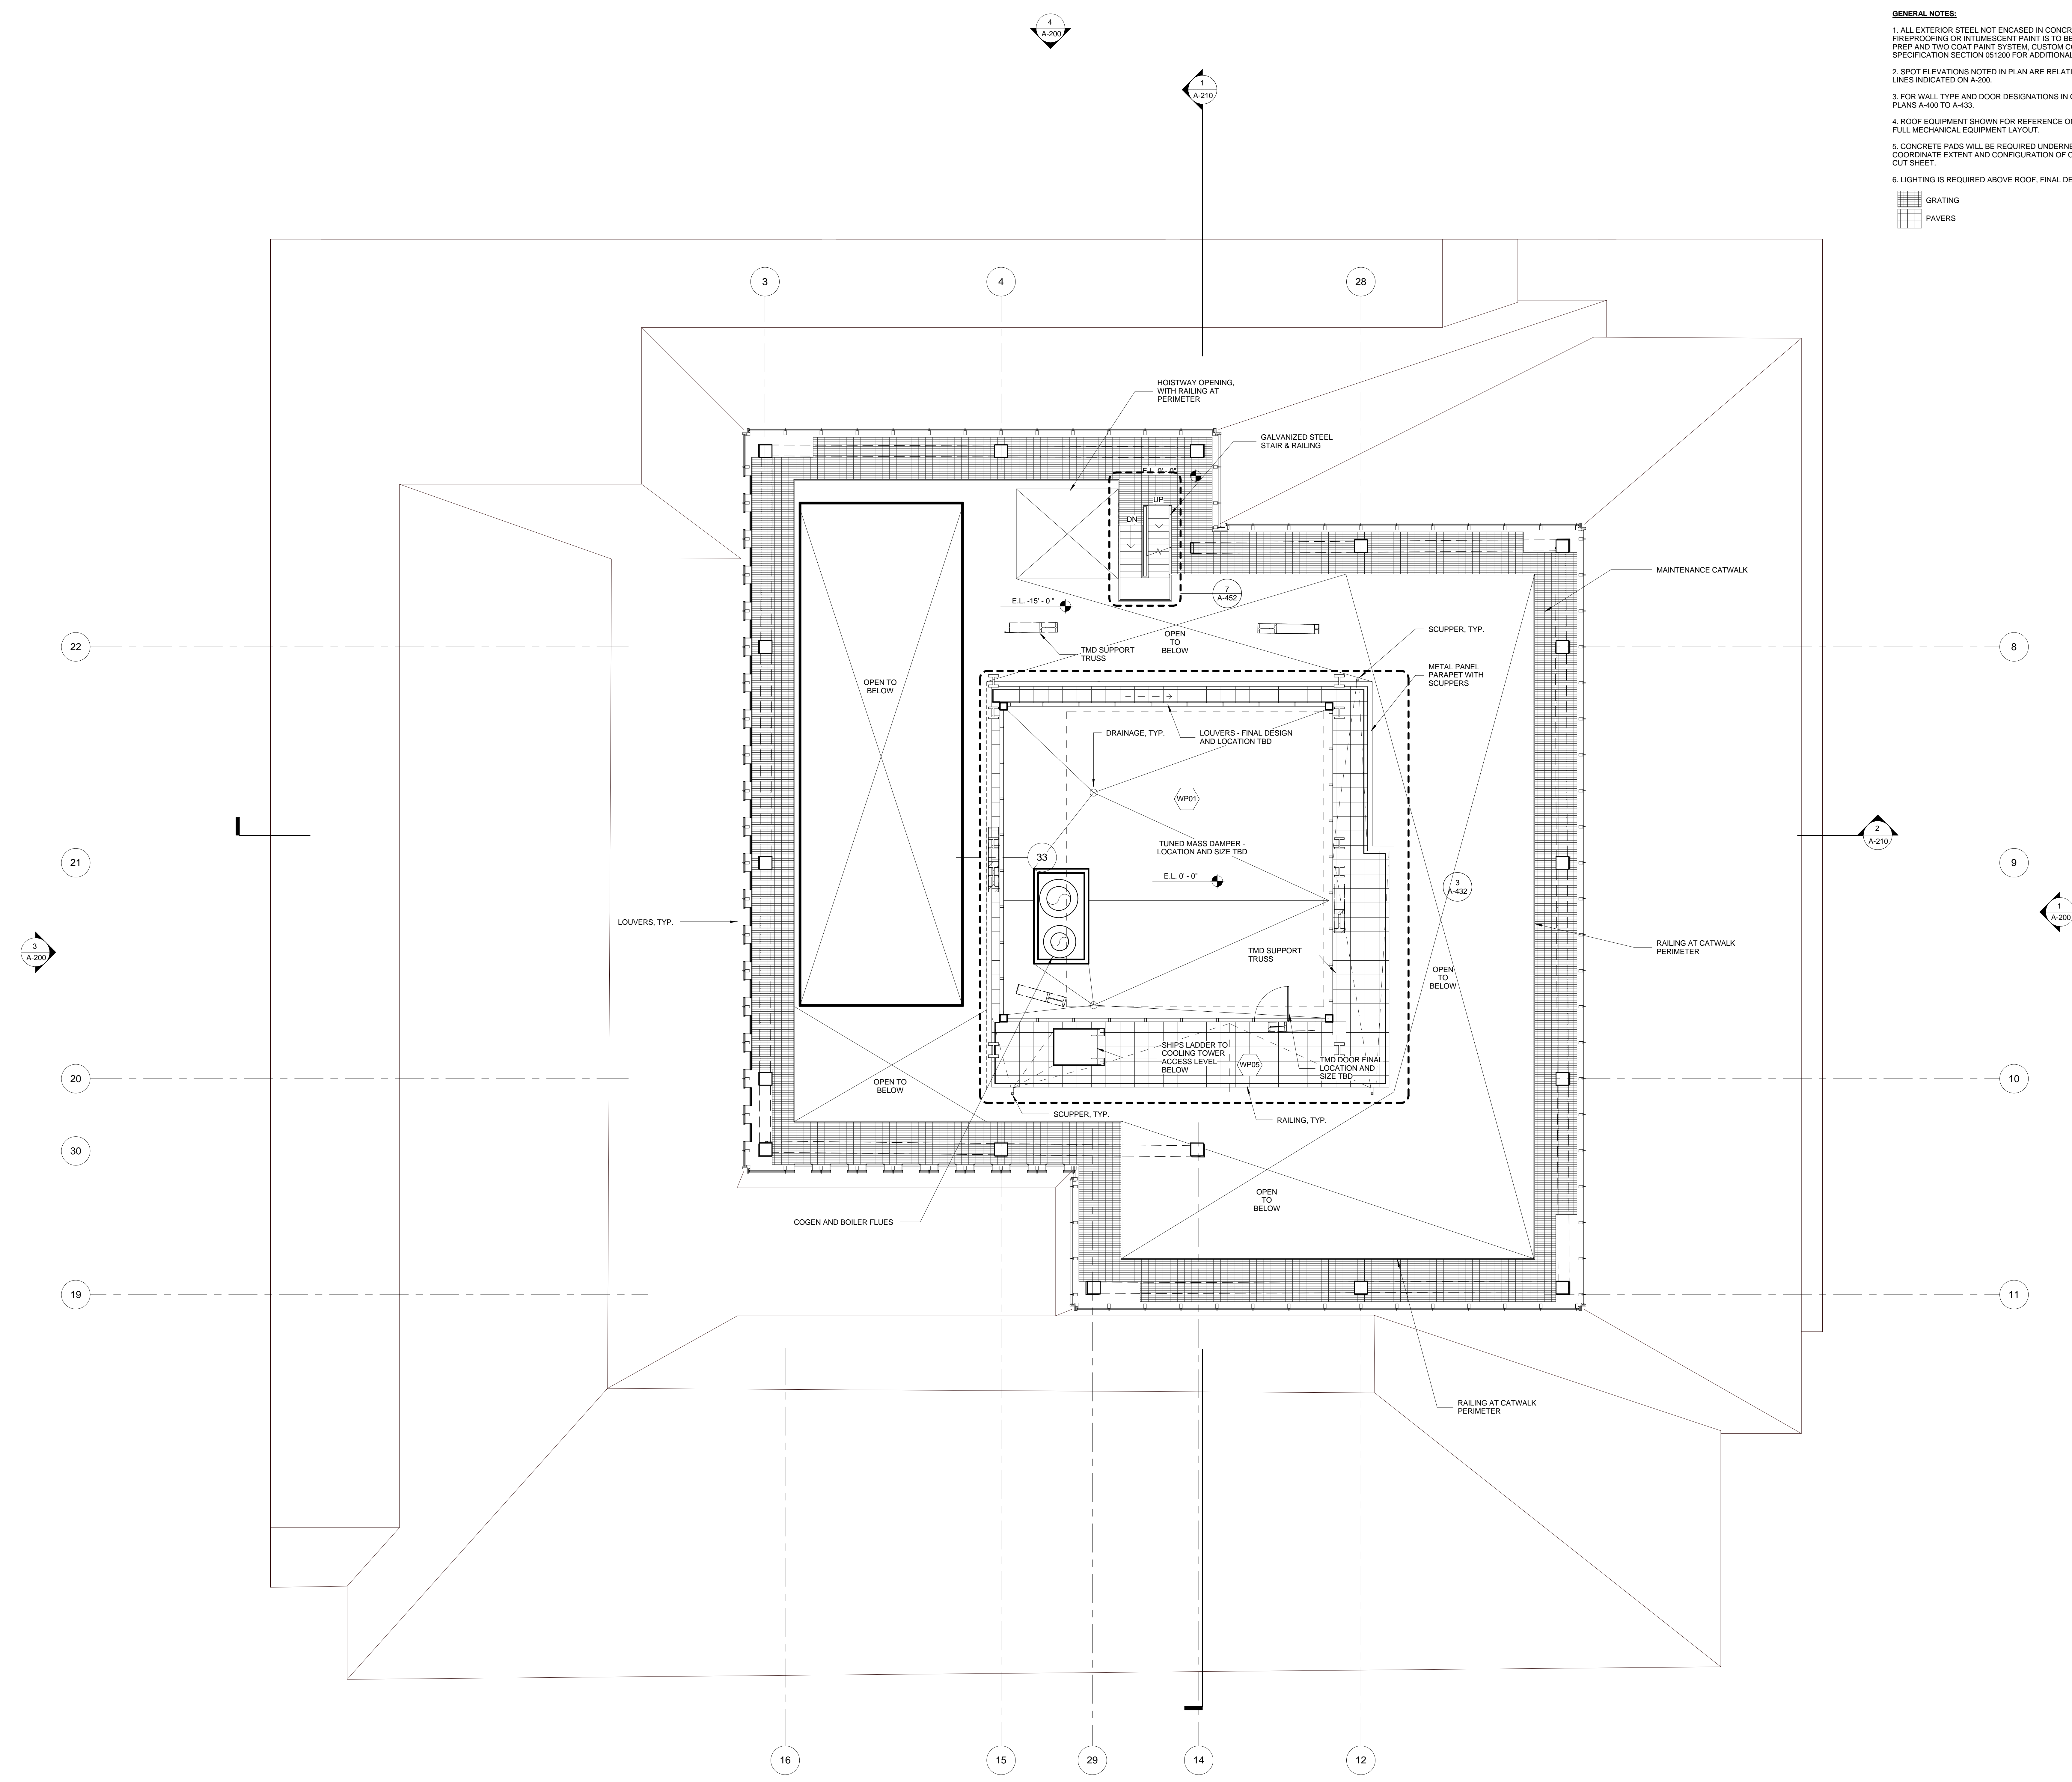 GENERAL NOTES:
1. ALL EXTERIOR STEEL NOT ENCASED IN
FIREPROOFING OR INTUMESCENT PAINT IS TO
PREP AND TWO COAT PAINT SYSTEM, CUSTOM
SPECIFICATION SECTION 051200 FOR ADDITIONAL
2. SPOT ELEVATIONS NOTED IN PLAN ARE
LINES INDICATED ON A-200.
3. FOR WALL TYPE AND DOOR DESIGNATIONS IN
PLANS A-400 TO A-433.
4. ROOF EQUIPMENT SHOWN FOR REFERENCE
FULL MECHANICAL EQUIPMENT LAYOUT.
5. CONCRETE PADS WILL BE REQUIRED
COORDINATE EXTENT AND CONFIGURATION OF
CUT SHEET.
6. LIGHTING IS REQUIRED ABOVE ROOF, FINAL
GRATING
PAVERS
4
A-200
1
A-210
3
4
28
HOISTWAY OPENING,
WITH RAILING AT
PERIMETER
GALVANIZED STEEL
STAIR & RAILING
E.L. 0' - 0"
UP
DN
MAINTENANCE CATWALK
7
A-452
E.L. -15' - 0 "
SCUPPER, TYP.
OPEN
TO
BELOW
22
8
TMD SUPPORT
TRUSS
METAL PANEL
PARAPET WITH
SCUPPERS
OPEN TO
BELOW
DRAINAGE, TYP.
LOUVERS - FINAL DESIGN
AND LOCATION TBD
WP01
2
A-210
TUNED MASS DAMPER -
LOCATION AND SIZE TBD
21
33
9
E.L. 0' - 0"
3
A-432
LOUVERS, TYP.
1
A-200
3
A-200
RAILING AT CATWALK
PERIMETER
TMD SUPPORT
TRUSS
OPEN
TO
BELOW
SHIPS LADDER TO
COOLING TOWER
ACCESS LEVEL
BELOW
WP05
TMD DOOR FINAL
LOCATION AND
SIZE TBD
20
10
OPEN TO
BELOW
SCUPPER, TYP.
RAILING, TYP.
30
OPEN
TO
BELOW
COGEN AND BOILER FLUES
19
11
RAILING AT CATWALK
PERIMETER
16
15
29
14
12